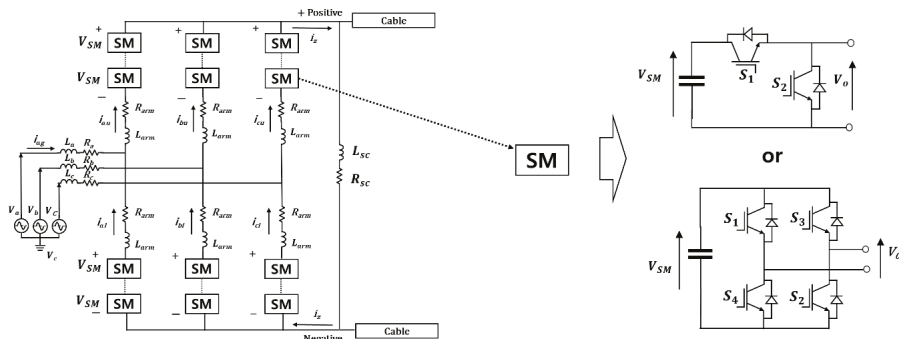 + Positive
Cable
i_z
+ + +
V_SM SM SM SM
V_SM SM SM SM
− − −
R_arm R_arm R_arm
i_au i_bu i_cu
L_arm L_arm L_arm
i_ag L_a R_a
L_b R_b
L_c R_c
V_a V_b V_C
V_c
L_sc
R_sc
R_arm R_arm R_arm
i_al i_bl i_cl
L_arm L_arm L_arm
+ + +
V_SM SM SM SM
V_SM SM SM SM
− − −
i_z
Negative
Cable
SM
V_SM
S_1
S_2
V_o
or
V_SM
S_1
S_3
S_4
S_2